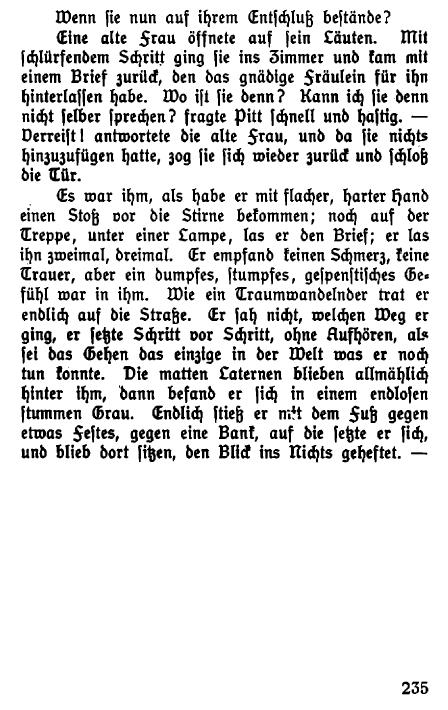 Wenn sie nun auf ihrem Entschluß bestände?
Eine alte Frau öffnete auf sein Läuten. Mit
schlürfendem Schritt ging sie ins Zimmer und kam mit
einem Brief zurück, den das gnädige Fräulein für ihn
hinterlassen habe. Wo ist sie denn? Kann ich sie denn
nicht selber sprechen? fragte Pitt schnell und hastig. —
Verreist! antwortete die alte Frau, und da sie nichts
hinzuzufügen hatte, zog sie sich wieder zurück und schloß
die Tür.
Es war ihm, als habe er mit flacher, harter Hand
einen Stoß vor die Stirne bekommen; noch auf der
Treppe, unter einer Lampe, las er den Brief; er las
ihn zweimal, dreimal. Er empfand keinen Schmerz, keine
Trauer, aber ein dumpfes, stumpfes, gespenstisches Ge-
fühl war in ihm. Wie ein Traumwandelnder trat er
endlich auf die Straße. Er sah nicht, welchen Weg er
ging, er setzte Schritt vor Schritt, ohne Aufhören, als
sei das Gehen das einzige in der Welt was er noch
tun konnte. Die matten Laternen blieben allmählich
hinter ihm, dann befand er sich in einem endlosen
stummen Grau. Endlich stieß er mit dem Fuß gegen
etwas Festes, gegen eine Bank, auf die setzte er sich,
und blieb dort sitzen, den Blick ins Nichts geheftet. —
235